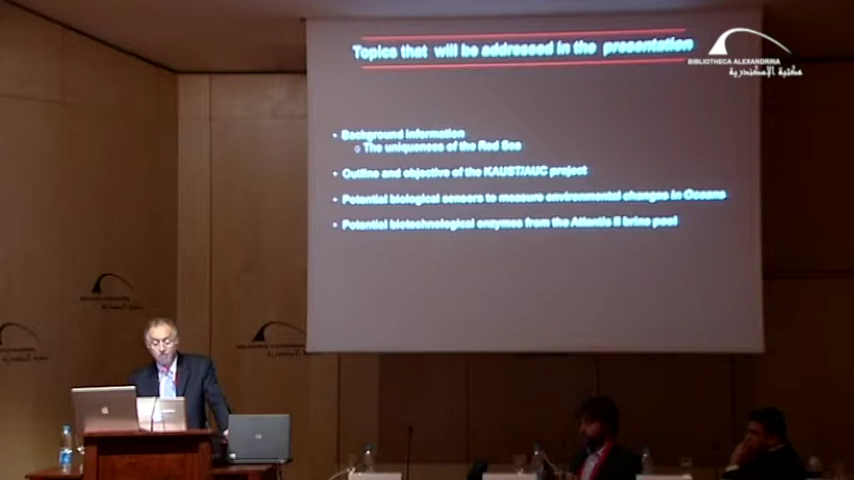 Topics that will be addressed in the presentation
BIBLIOTHECA ALEXANDRINA
مكتبة الإسكندرية
• Background information
o The uniqueness of the Red Sea
• Outline and objective of the KAUST/AUC project
• Potential biological sensors to measure environmental changes in Oceans
• Potential biotechnological enzymes from the Atlantis II brine pool